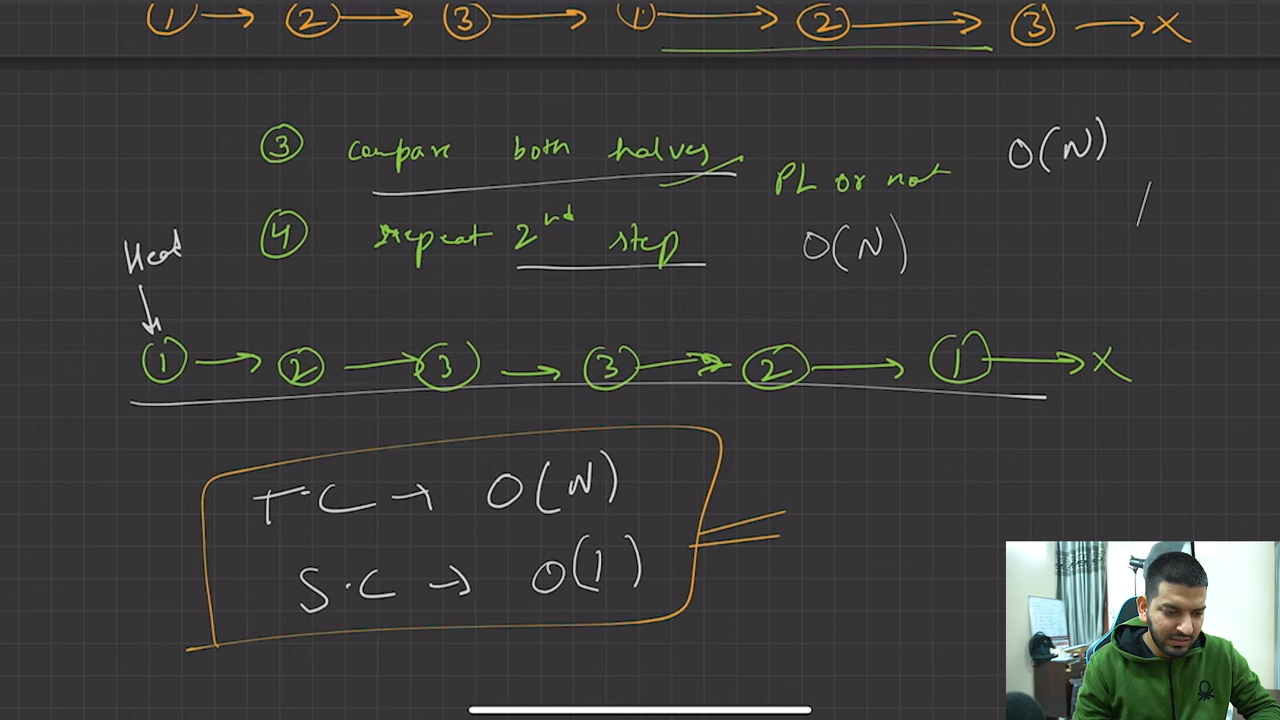 ① → ② → ③ → ① → ② → ③ → X
③ compare both halves PL or not O(N)
④ repeat 2nd step O(N)
Head
① → ② → ③ → ③ → ② → ① → X
T.C → O(N)
S.C → O(1)